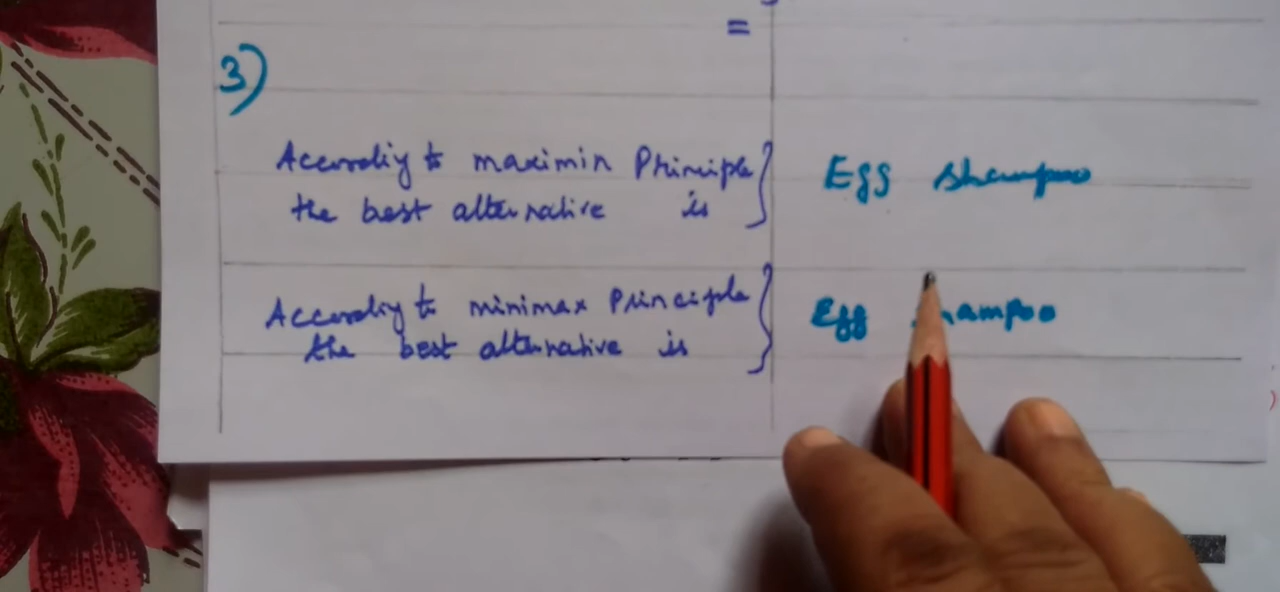 =
3)
According to maximin Principle } Egg shampoo
the best alternative is
According to minimax Principle } Egg shampoo
the best alternative is